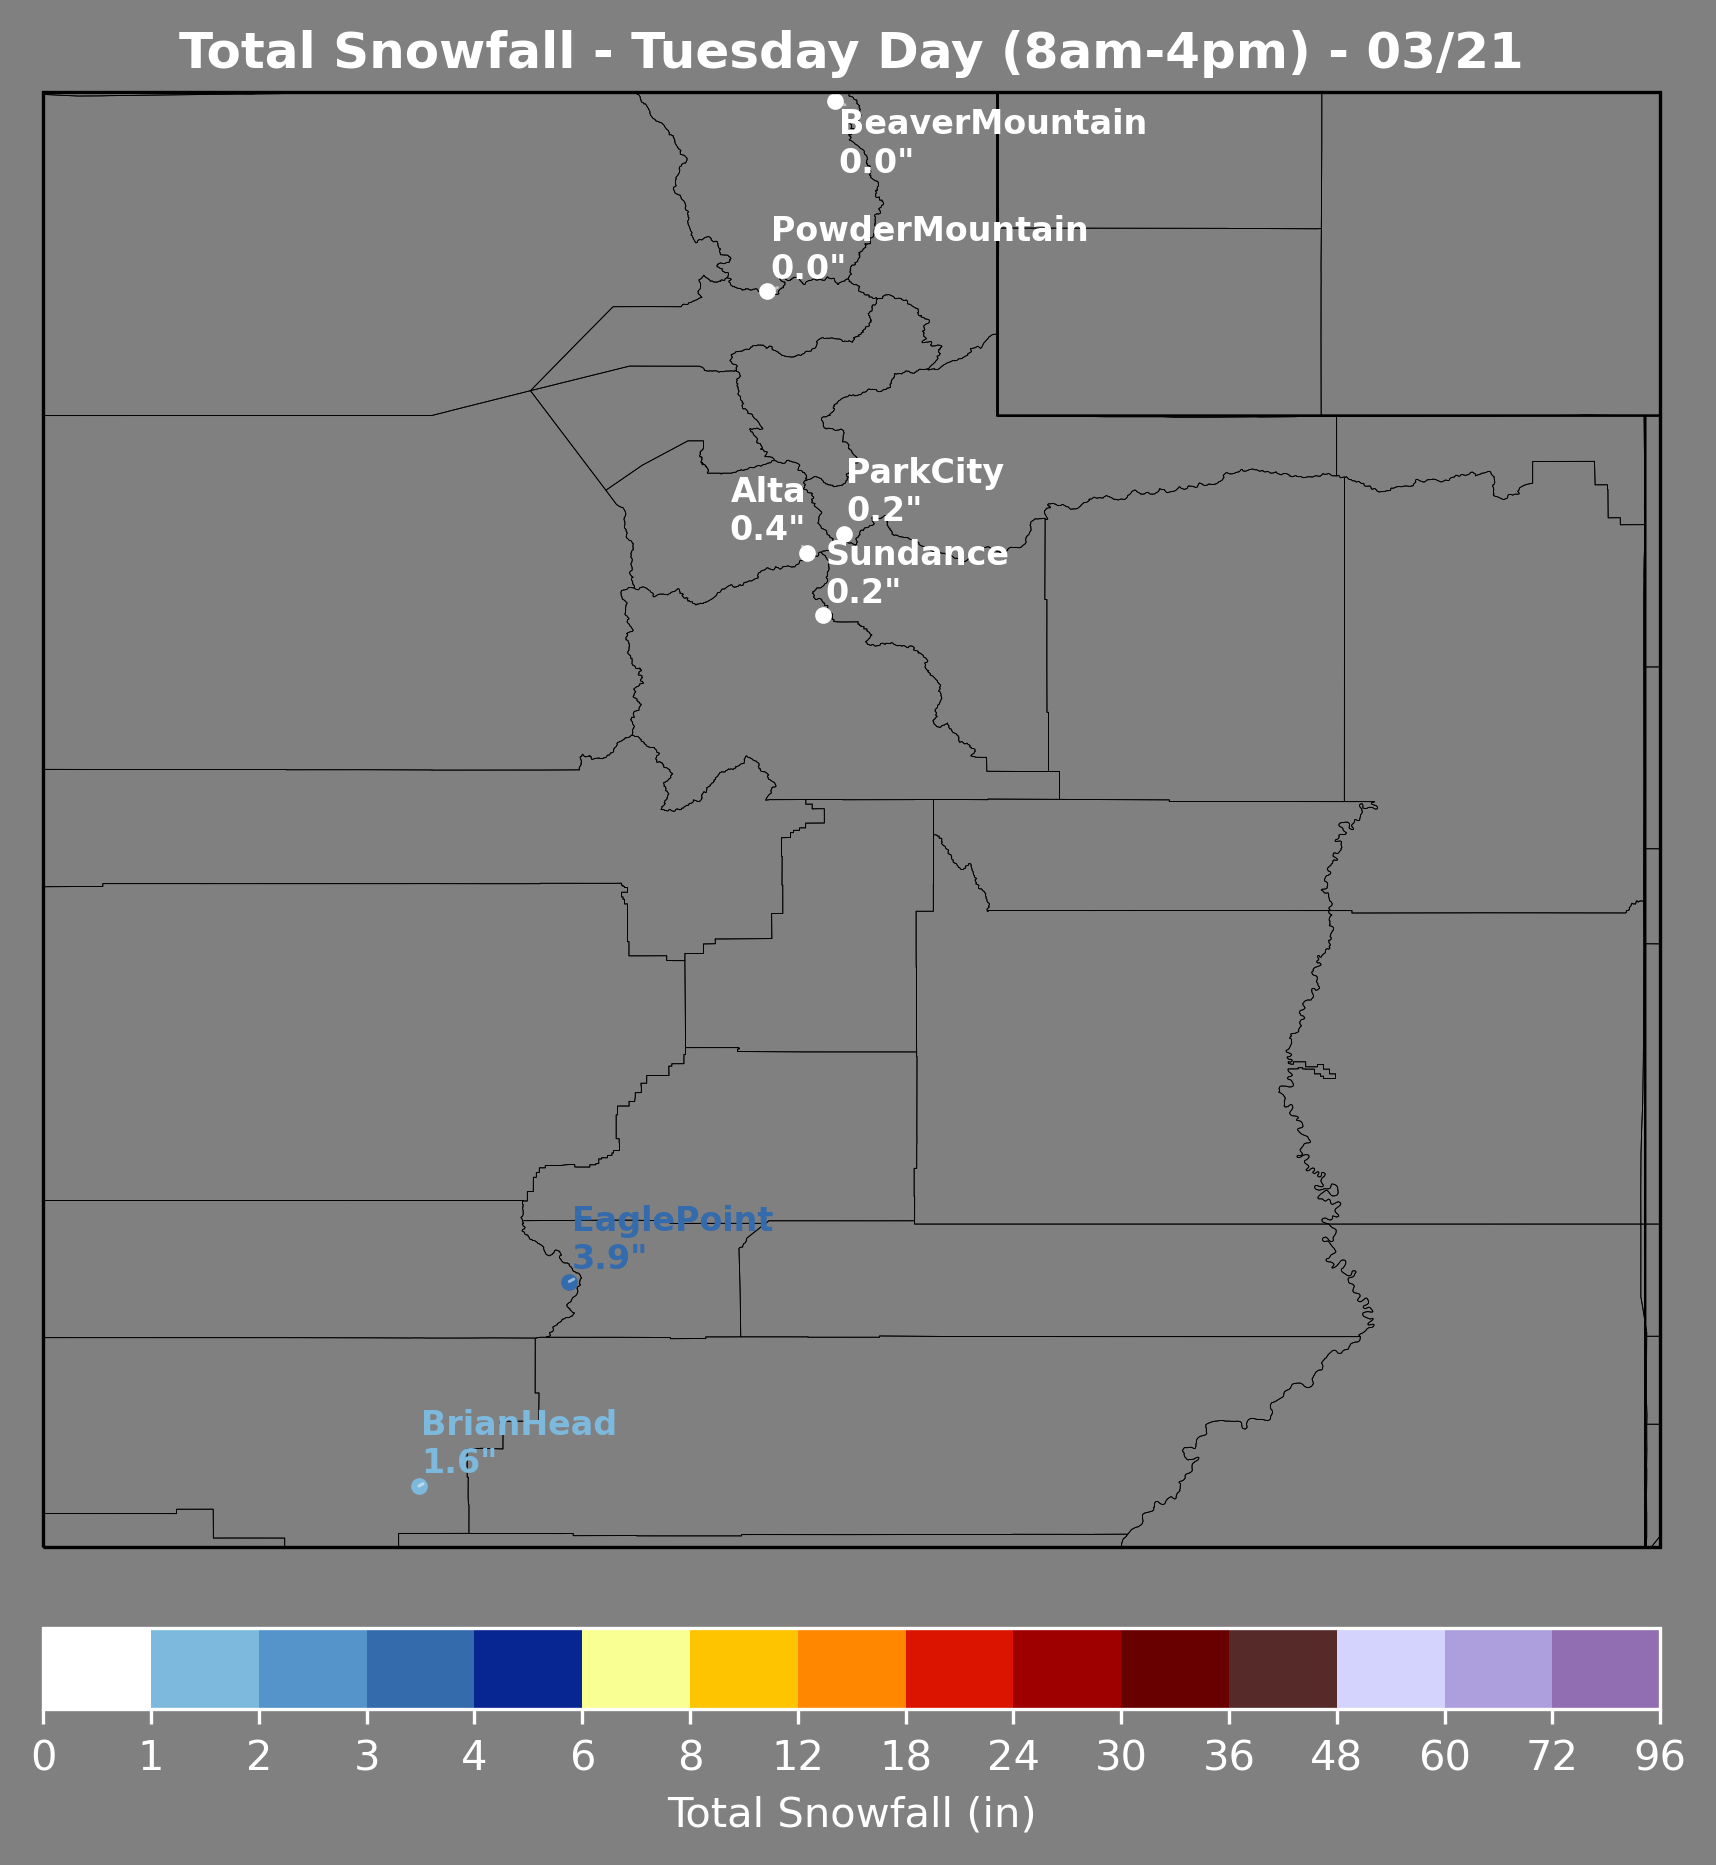 Total Snowfall - Tuesday Day (8am-4pm) - 03/21
BeaverMountain
0.0"
PowderMountain
0.0"
ParkCity
0.2"
Alta
0.4"
Sundance
0.2"
EaglePoint
3.9"
BrianHead
1.6"
0 1 2 3 4 6 8 12 18 24 30 36 48 60 72 96
Total Snowfall (in)